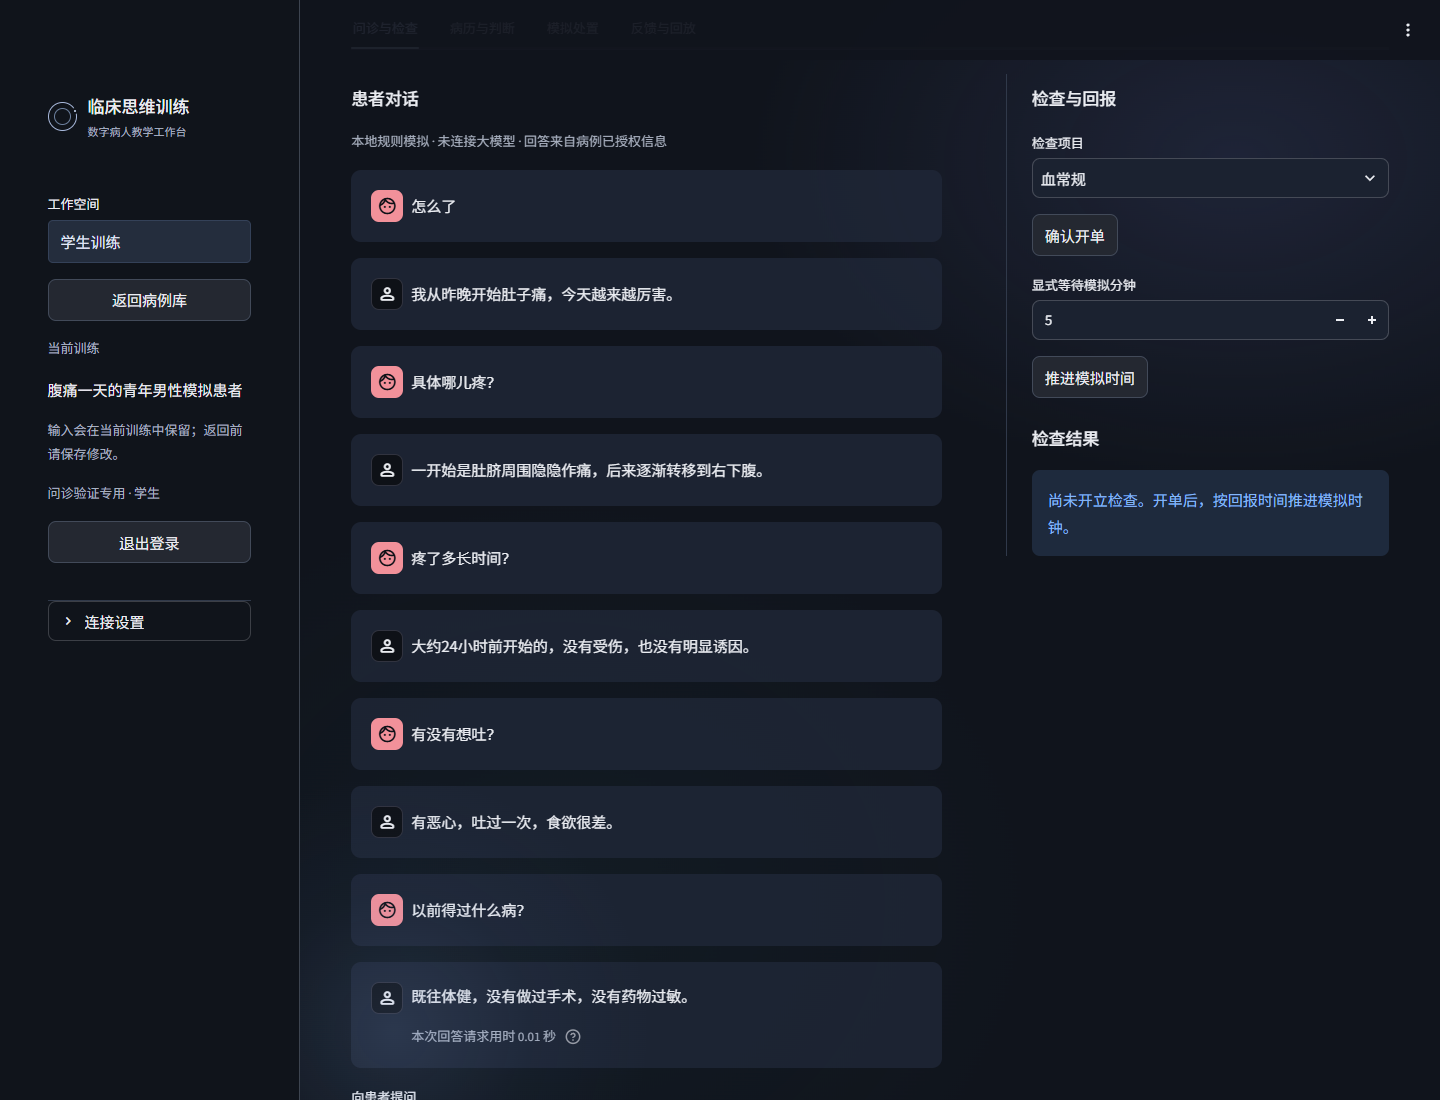 临床思维训练
数字病人教学工作台
工作空间
学生训练
返回病例库
当前训练
腹痛一天的青年男性模拟患者
输入会在当前训练中保留；返回前
请保存修改。
问诊验证专用 · 学生
退出登录
连接设置
问诊与检查 病历与判断 模拟处置 反馈与回放
患者对话
本地规则模拟 · 未连接大模型 · 回答来自病例已授权信息
怎么了
我从昨晚开始肚子痛，今天越来越厉害。
具体哪儿疼？
一开始是肚脐周围隐隐作痛，后来逐渐转移到右下腹。
疼了多长时间？
大约24小时前开始的，没有受伤，也没有明显诱因。
有没有想吐？
有恶心，吐过一次，食欲很差。
以前得过什么病？
既往体健，没有做过手术，没有药物过敏。
本次回答请求用时 0.01 秒
向患者提问
检查与回报
检查项目
血常规
确认开单
显式等待模拟分钟
5
推进模拟时间
检查结果
尚未开立检查。开单后，按回报时间推进模拟时
钟。